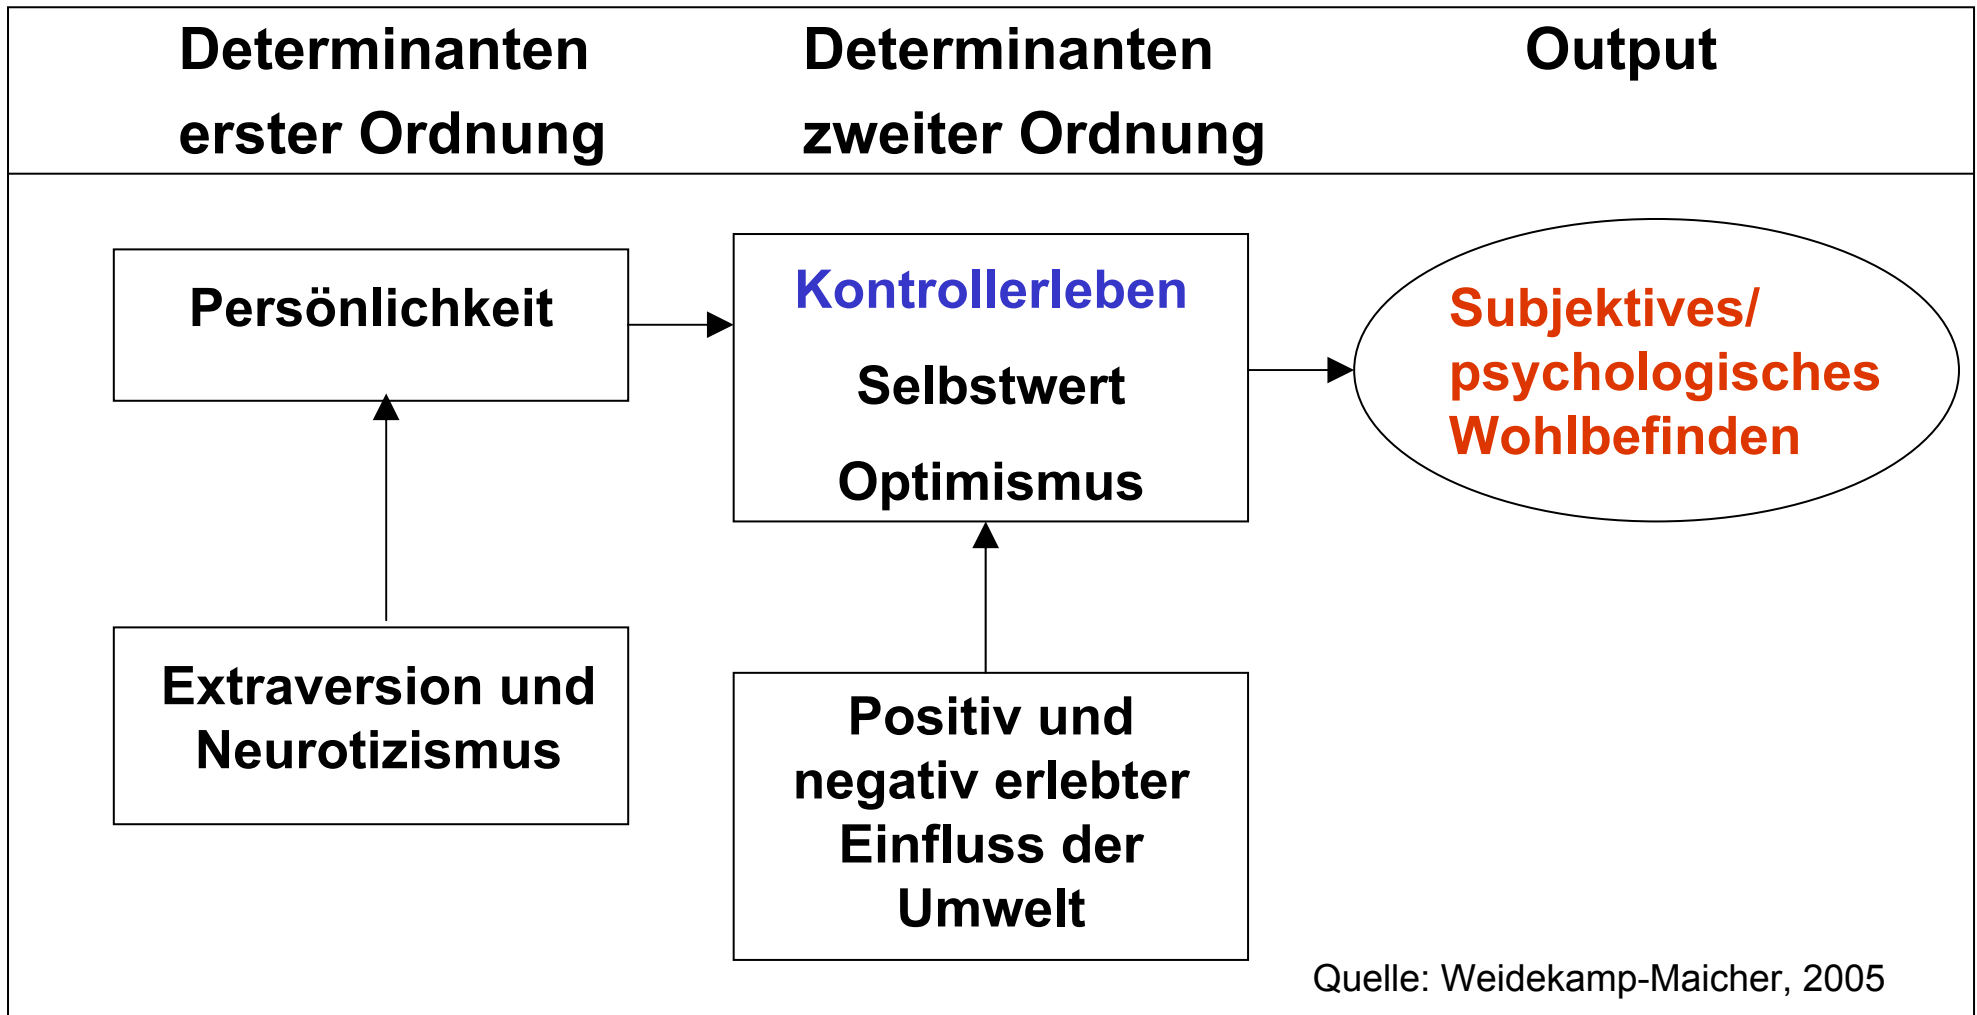 Determinanten
erster Ordnung
Determinanten
zweiter Ordnung
Output
Persönlichkeit
Extraversion und
Neurotizismus
Kontrollerleben
Selbstwert
Optimismus
Positiv und
negativ erlebter
Einfluss der
Umwelt
Subjektives/
psychologisches
Wohlbefinden
Quelle: Weidekamp-Maicher, 2005